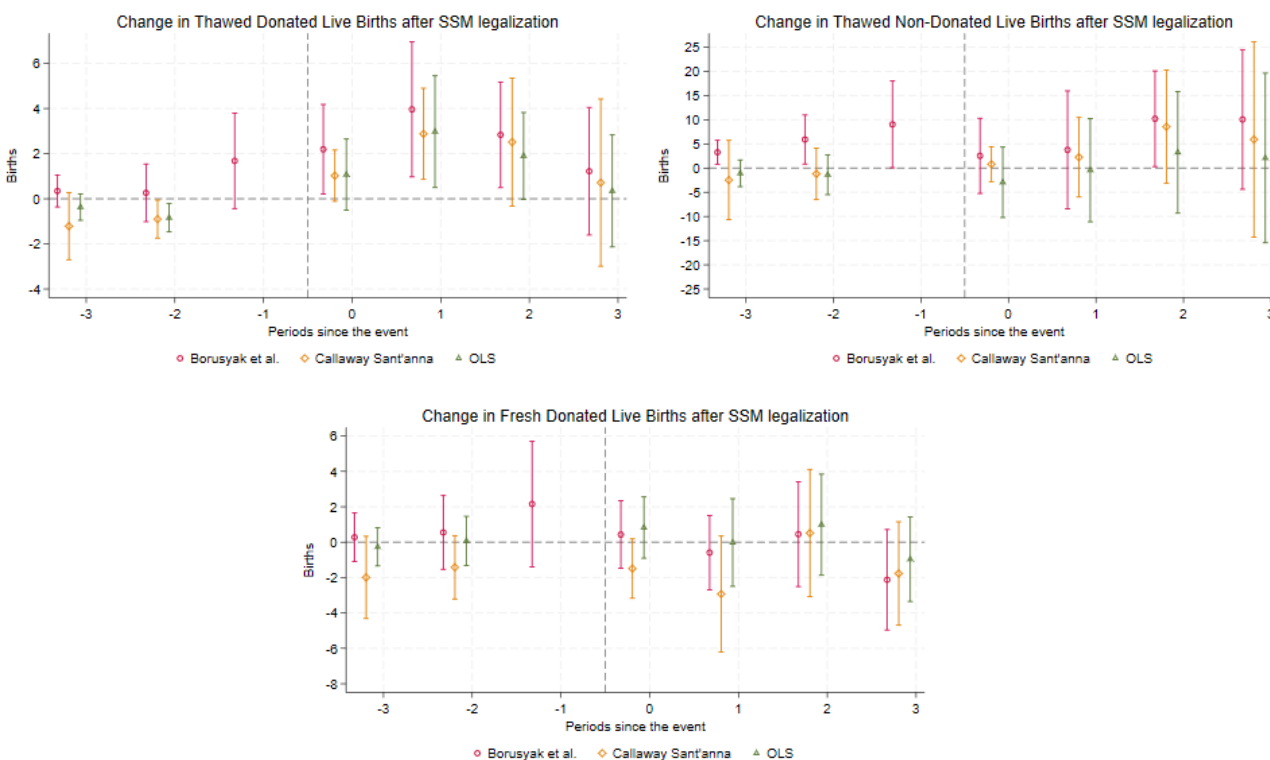 Change in Thawed Donated Live Births after SSM legalization
6
4
2
0
-2
-4
Births
-3 -2 -1 0 1 2 3
Periods since the event
Borusyak et al. Callaway Sant'anna OLS
Change in Thawed Non-Donated Live Births after SSM legalization
25
20
15
10
5
0
-5
-10
-15
-20
-25
Births
-3 -2 -1 0 1 2 3
Periods since the event
Borusyak et al. Callaway Sant'anna OLS
Change in Fresh Donated Live Births after SSM legalization
6
4
2
0
-2
-4
-6
-8
Births
-3 -2 -1 0 1 2 3
Periods since the event
Borusyak et al. Callaway Sant'anna OLS